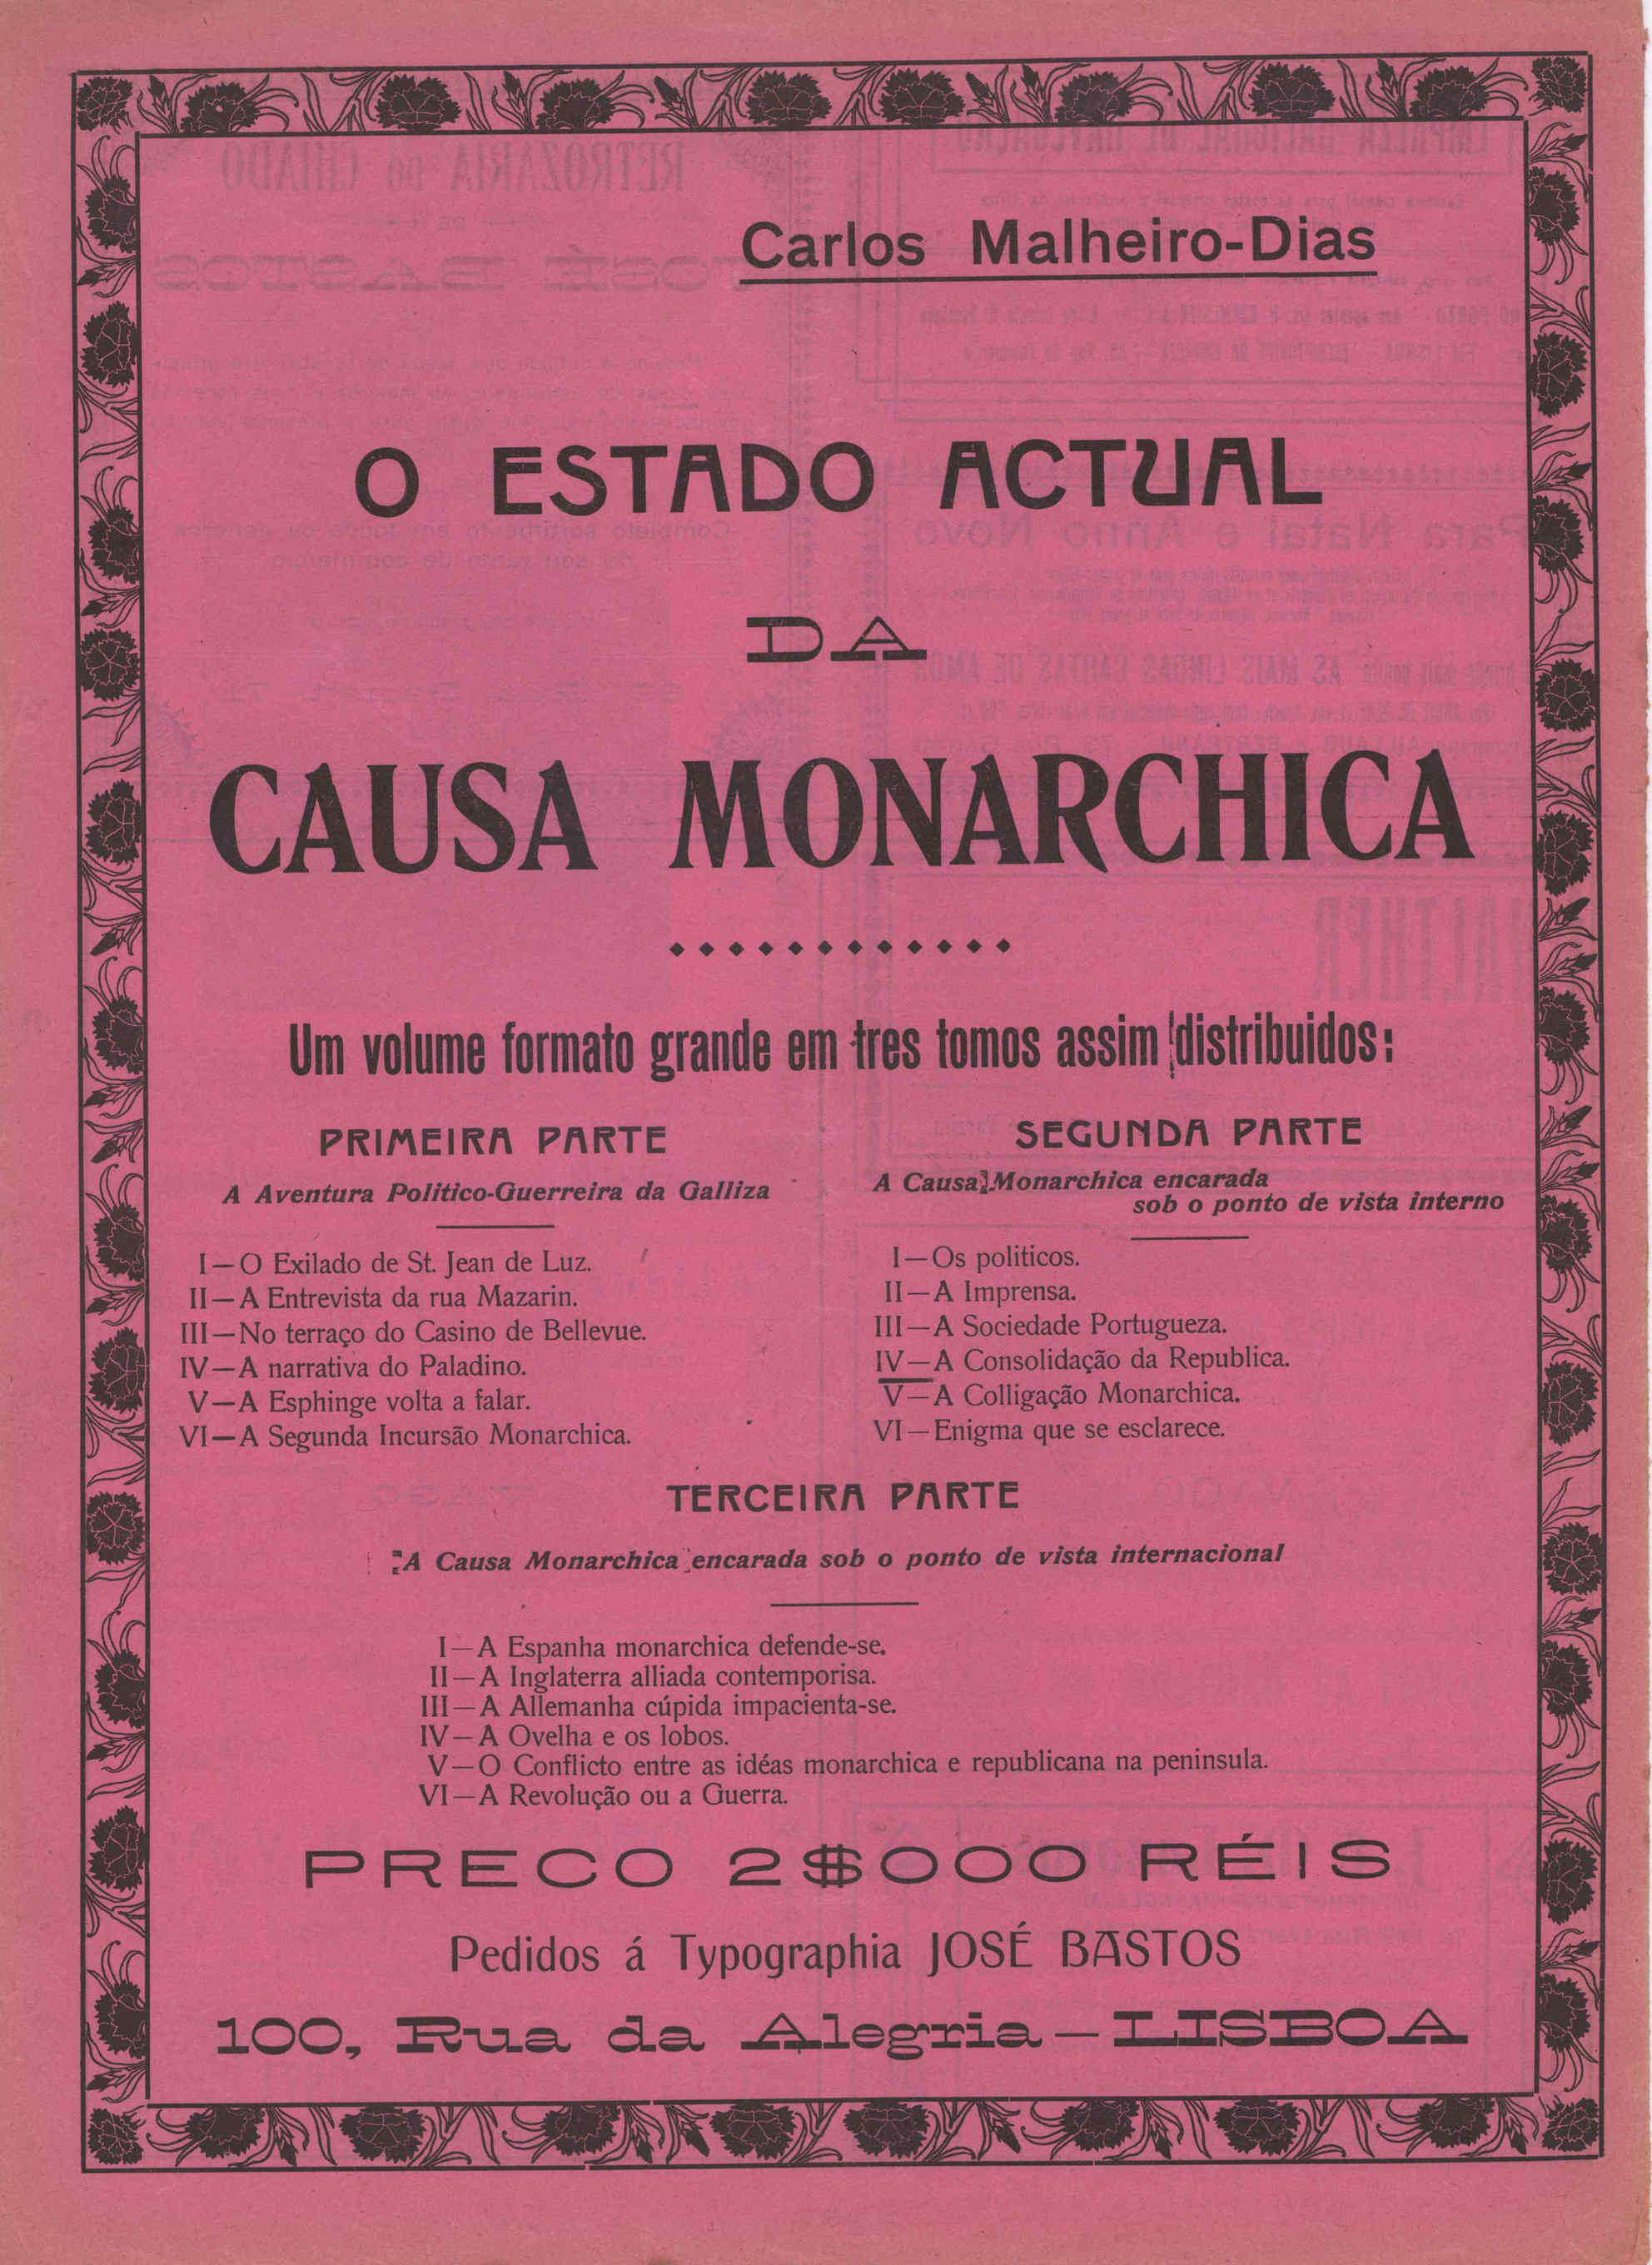 Carlos Malheiro-Dias
O ESTADO ACTUAL
DA
CAUSA MONARCHICA
Um volume formato grande em tres tomos assim distribuidos:
PRIMEIRA PARTE
A Aventura Politico-Guerreira da Galliza
I—O Exilado de St. Jean de Luz.
II—A Entrevista da rua Mazarin.
III—No terraço do Casino de Bellevue.
IV—A narrativa do Paladino.
V—A Esphinge volta a falar.
VI—A Segunda Incursão Monarchica.
SEGUNDA PARTE
A Causa Monarchica encarada
sob o ponto de vista interno
I—Os politicos.
II—A Imprensa.
III—A Sociedade Portugueza.
IV—A Consolidação da Republica.
V—A Colligação Monarchica.
VI—Enigma que se esclarece.
TERCEIRA PARTE
A Causa Monarchica encarada sob o ponto de vista internacional
I—A Espanha monarchica defende-se.
II—A Inglaterra alliada contemporisa.
III—A Allemanha cúpida impacienta-se.
IV—A Ovelha e os lobos.
V—O Conflicto entre as idéas monarchica e republicana na peninsula.
VI—A Revolução ou a Guerra.
PRECO 2$000 RÉIS
Pedidos á Typographia JOSÉ BASTOS
100, Rua da Alegria—LISBOA